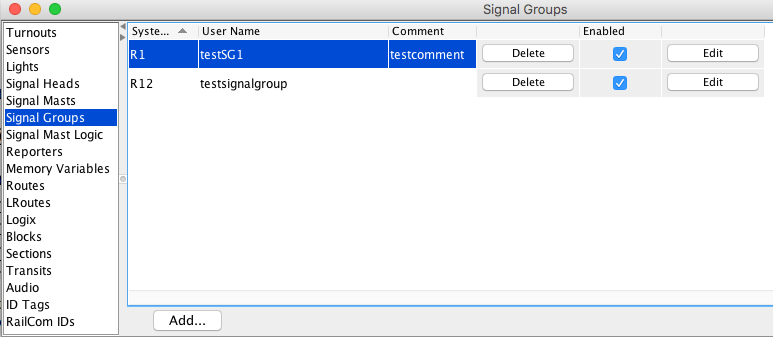 Signal Groups
Turnouts
Sensors
Lights
Signal Heads
Signal Masts
Signal Groups
Signal Mast Logic
Reporters
Memory Variables
Routes
LRoutes
Logix
Blocks
Sections
Transits
Audio
ID Tags
RailCom IDs
Syste... User Name Comment Enabled
R1 testSG1 testcomment Delete Edit
R12 testsignalgroup Delete Edit
Add...